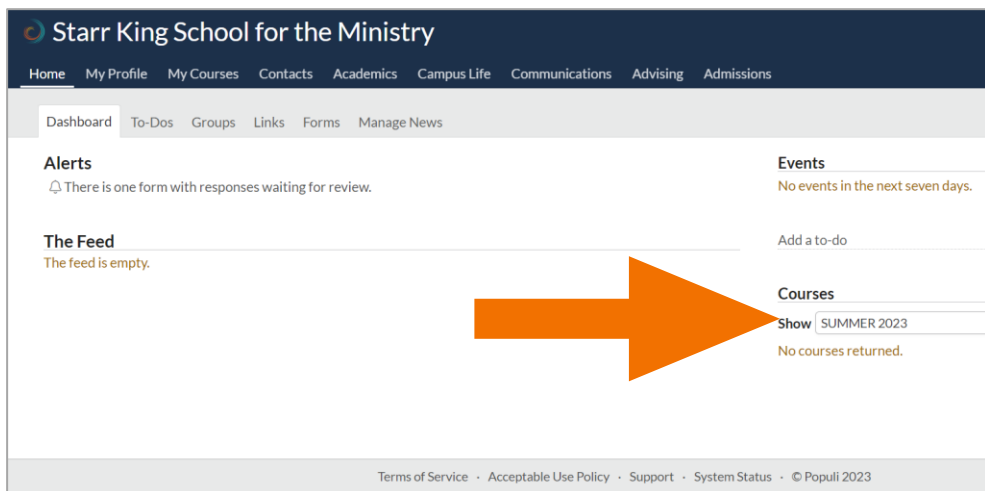 Starr King School for the Ministry
Home My Profile My Courses Contacts Academics Campus Life Communications Advising Admissions
Dashboard To-Dos Groups Links Forms Manage News
Alerts
There is one form with responses waiting for review.
The Feed
The feed is empty.
Events
No events in the next seven days.
Add a to-do
Courses
Show SUMMER 2023
No courses returned.
Terms of Service · Acceptable Use Policy · Support · System Status · © Populi 2023